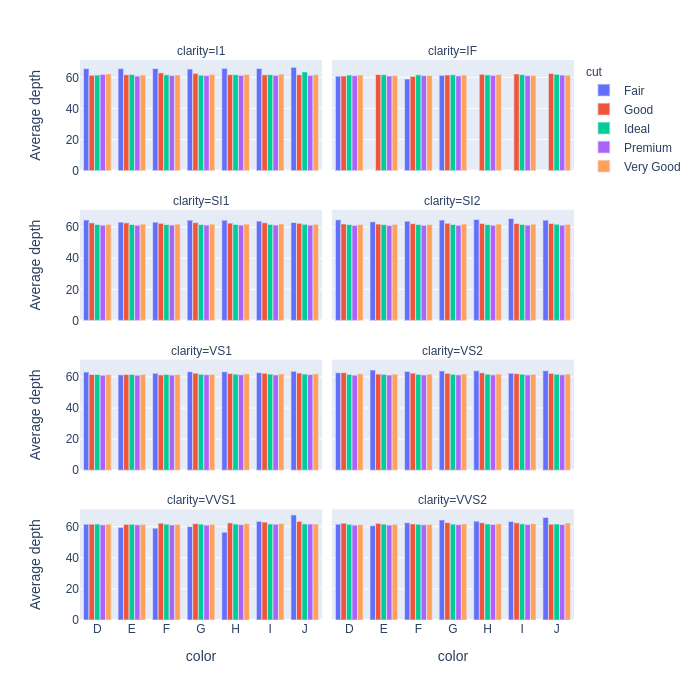 clarity=I1
clarity=IF
Average depth
60
40
20
0
cut
Fair
Good
Ideal
Premium
Very Good
clarity=SI1
clarity=SI2
Average depth
60
40
20
0
clarity=VS1
clarity=VS2
Average depth
60
40
20
0
clarity=VVS1
clarity=VVS2
Average depth
60
40
20
0
D E F G H I J
D E F G H I J
color
color